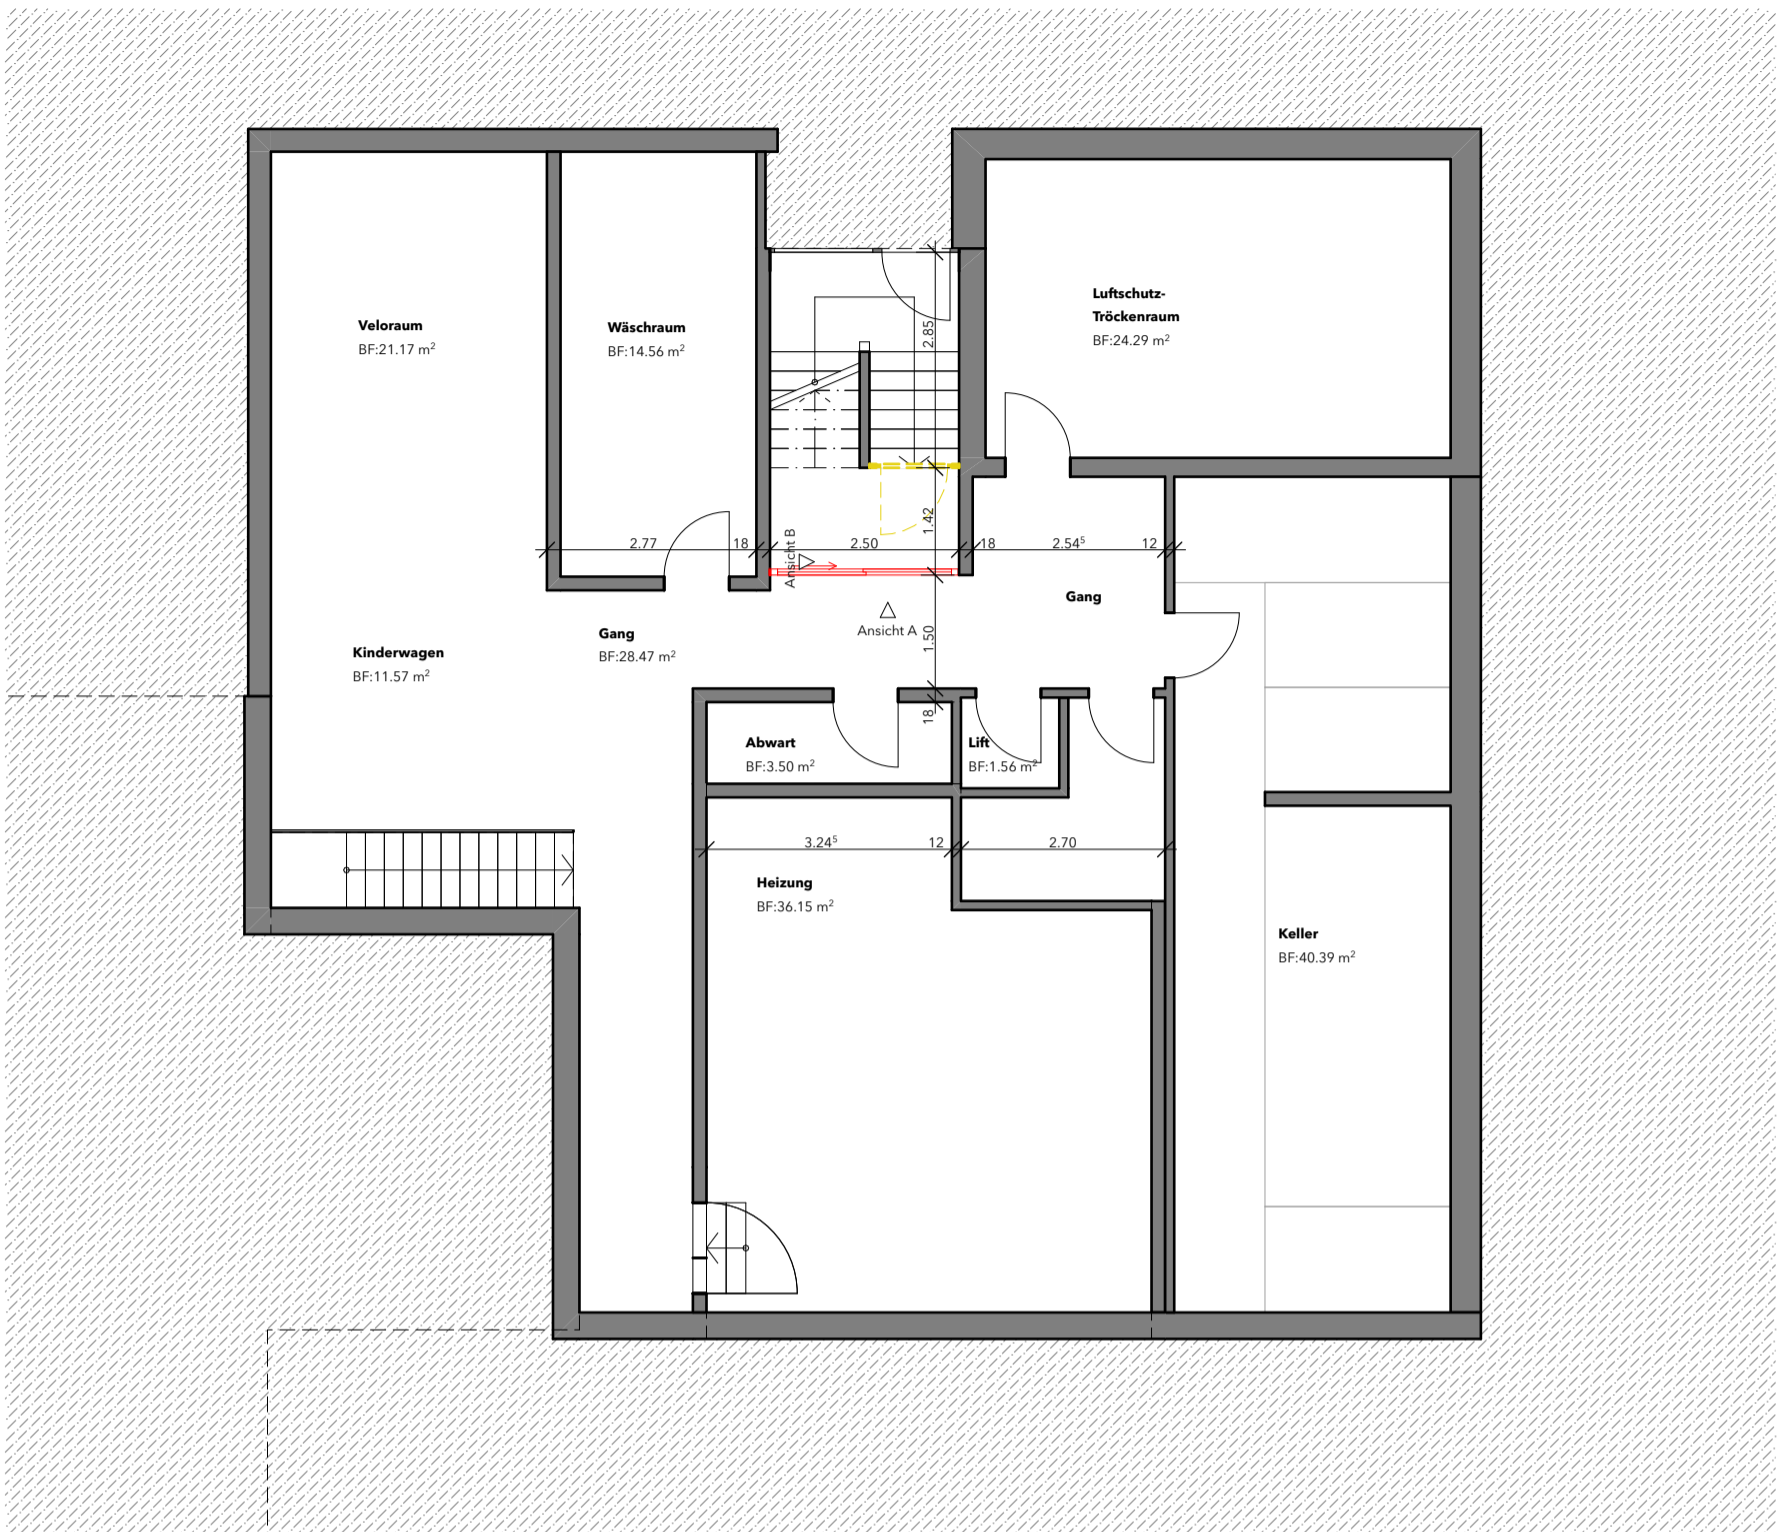 Luftschutz-
Tröckenraum
BF:24.29 m²
Veloraum
BF:21.17 m²
Wäschraum
BF:14.56 m²
2.85
1.42
2.77
18
2.50
18
2.54⁵
12
Ansicht B
Gang
Ansicht A
1.50
Gang
BF:28.47 m²
Kinderwagen
BF:11.57 m²
18
Abwart
BF:3.50 m²
Lift
BF:1.56 m²
3.24⁵
12
2.70
Heizung
BF:36.15 m²
Keller
BF:40.39 m²